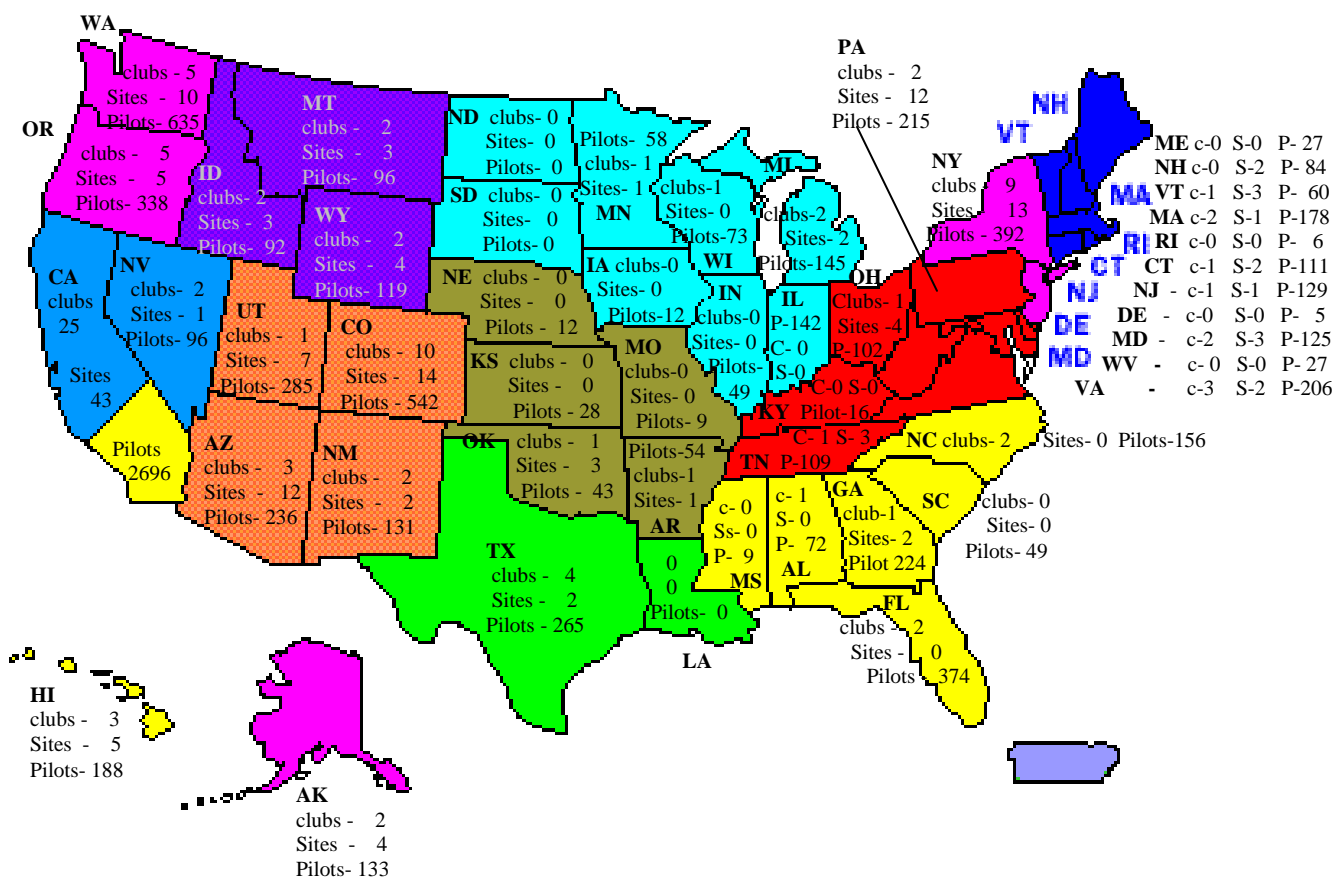 WA
clubs - 5
Sites - 10
Pilots - 635
OR
clubs - 5
Sites - 5
Pilots- 338
MT
clubs - 2
Sites - 3
Pilots - 96
ID
clubs- 2
Sites - 3
Pilots- 92
WY
clubs - 2
Sites - 4
Pilots - 119
CA
clubs
25
Sites
43
Pilots
2696
NV
clubs- 2
Sites - 1
Pilots- 96
UT
clubs - 1
Sites - 7
Pilots- 285
CO
clubs - 10
Sites - 14
Pilots - 542
AZ
clubs - 3
Sites - 12
Pilots- 236
NM
clubs - 2
Sites - 2
Pilots- 131
ND clubs- 0
Sites- 0
Pilots- 0
SD clubs- 0
Sites- 0
Pilots- 0
NE clubs - 0
Sites - 0
Pilots - 12
KS clubs - 0
Sites - 0
Pilots - 28
OK clubs - 1
Sites - 3
Pilots - 43
TX
clubs - 4
Sites - 2
Pilots - 265
Pilots- 58
clubs- 1
Sites- 1
MN
IA clubs-0
Sites- 0
Pilots-12
MO
clubs-0
Sites- 0
Pilots- 9
Pilots-54
clubs-1
Sites- 1
AR
0
0
Pilots- 0
LA
clubs-1
Sites- 0
Pilots-73
WI
MI
clubs-2
Sites- 2
Pilots-145
IN
clubs-0
Sites- 0
Pilots-
49
IL
P-142
C- 0
S-0
OH
Clubs- 1
Sites -4
P-102
C-0 S-0
KY Pilot-16
C- 1 S- 3
TN P-109
c- 0
Ss- 0
P- 9
MS
c- 1
S- 0
P- 72
AL
GA
club-1
Sites- 2
Pilot 224
NC clubs- 2 Sites- 0 Pilots-156
SC
clubs- 0
Sites- 0
Pilots- 49
FL
clubs - 2
Sites - 0
Pilots 374
PA
clubs - 2
Sites - 12
Pilots - 215
NY
clubs 9
Sites 13
Pilots - 392
NH
VT
MA
RI
CT
NJ
DE
MD
ME c-0 S-0 P- 27
NH c-0 S-2 P- 84
VT c-1 S-3 P- 60
MA c-2 S-1 P-178
RI c-0 S-0 P- 6
CT c-1 S-2 P-111
NJ - c-1 S-1 P-129
DE - c-0 S-0 P- 5
MD - c-2 S-3 P-125
WV - c- 0 S-0 P- 27
VA - c-3 S-2 P-206
HI
clubs - 3
Sites - 5
Pilots- 188
AK
clubs - 2
Sites - 4
Pilots- 133